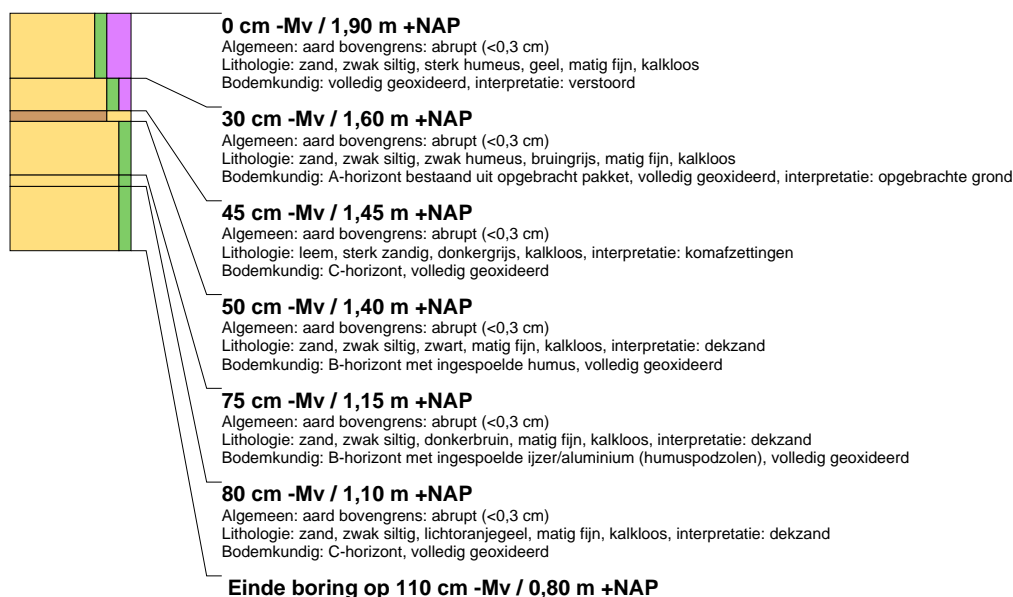 0 cm -Mv / 1,90 m +NAP
Algemeen: aard bovengrens: abrupt (<0,3 cm)
Lithologie: zand, zwak siltig, sterk humeus, geel, matig fijn, kalkloos
Bodemkundig: volledig geoxideerd, interpretatie: verstoord
30 cm -Mv / 1,60 m +NAP
Algemeen: aard bovengrens: abrupt (<0,3 cm)
Lithologie: zand, zwak siltig, zwak humeus, bruingrijs, matig fijn, kalkloos
Bodemkundig: A-horizont bestaand uit opgebracht pakket, volledig geoxideerd, interpretatie: opgebrachte grond
45 cm -Mv / 1,45 m +NAP
Algemeen: aard bovengrens: abrupt (<0,3 cm)
Lithologie: leem, sterk zandig, donkergrijs, kalkloos, interpretatie: komafzettingen
Bodemkundig: C-horizont, volledig geoxideerd
50 cm -Mv / 1,40 m +NAP
Algemeen: aard bovengrens: abrupt (<0,3 cm)
Lithologie: zand, zwak siltig, zwart, matig fijn, kalkloos, interpretatie: dekzand
Bodemkundig: B-horizont met ingespoelde humus, volledig geoxideerd
75 cm -Mv / 1,15 m +NAP
Algemeen: aard bovengrens: abrupt (<0,3 cm)
Lithologie: zand, zwak siltig, donkerbruin, matig fijn, kalkloos, interpretatie: dekzand
Bodemkundig: B-horizont met ingespoelde ijzer/aluminium (humuspodzolen), volledig geoxideerd
80 cm -Mv / 1,10 m +NAP
Algemeen: aard bovengrens: abrupt (<0,3 cm)
Lithologie: zand, zwak siltig, lichtoranjegeel, matig fijn, kalkloos, interpretatie: dekzand
Bodemkundig: C-horizont, volledig geoxideerd
Einde boring op 110 cm -Mv / 0,80 m +NAP